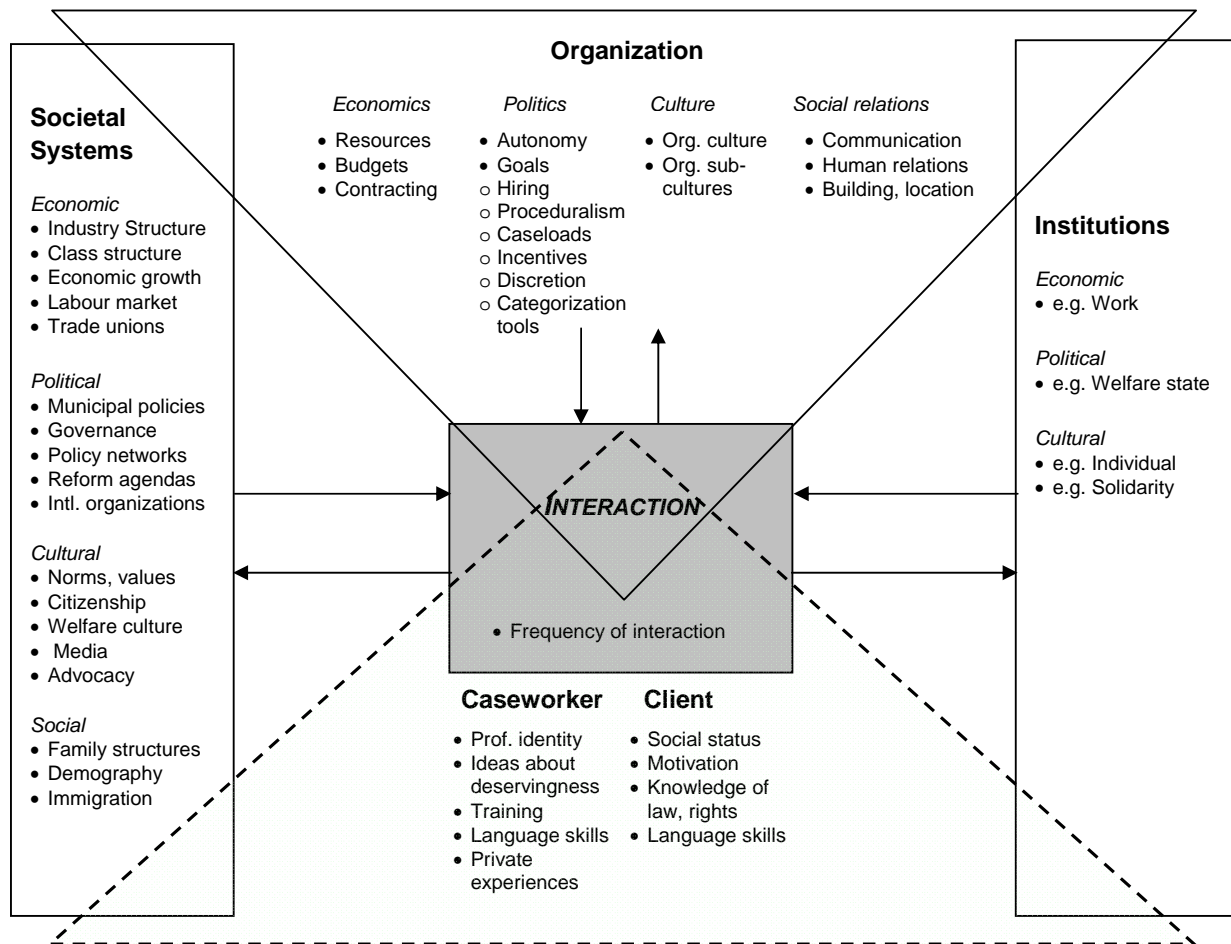 Organization
Economics
• Resources
• Budgets
• Contracting
Politics
• Autonomy
• Goals
o Hiring
o Proceduralism
o Caseloads
o Incentives
o Discretion
o Categorization
tools
Culture
• Org. culture
• Org. sub-
cultures
Social relations
• Communication
• Human relations
• Building, location
Societal
Systems
Economic
• Industry Structure
• Class structure
• Economic growth
• Labour market
• Trade unions
Political
• Municipal policies
• Governance
• Policy networks
• Reform agendas
• Intl. organizations
Cultural
• Norms, values
• Citizenship
• Welfare culture
• Media
• Advocacy
Social
• Family structures
• Demography
• Immigration
INTERACTION
• Frequency of interaction
Caseworker
• Prof. identity
• Ideas about
deservingness
• Training
• Language skills
• Private
experiences
Client
• Social status
• Motivation
• Knowledge of
law, rights
• Language skills
Institutions
Economic
• e.g. Work
Political
• e.g. Welfare state
Cultural
• e.g. Individual
• e.g. Solidarity